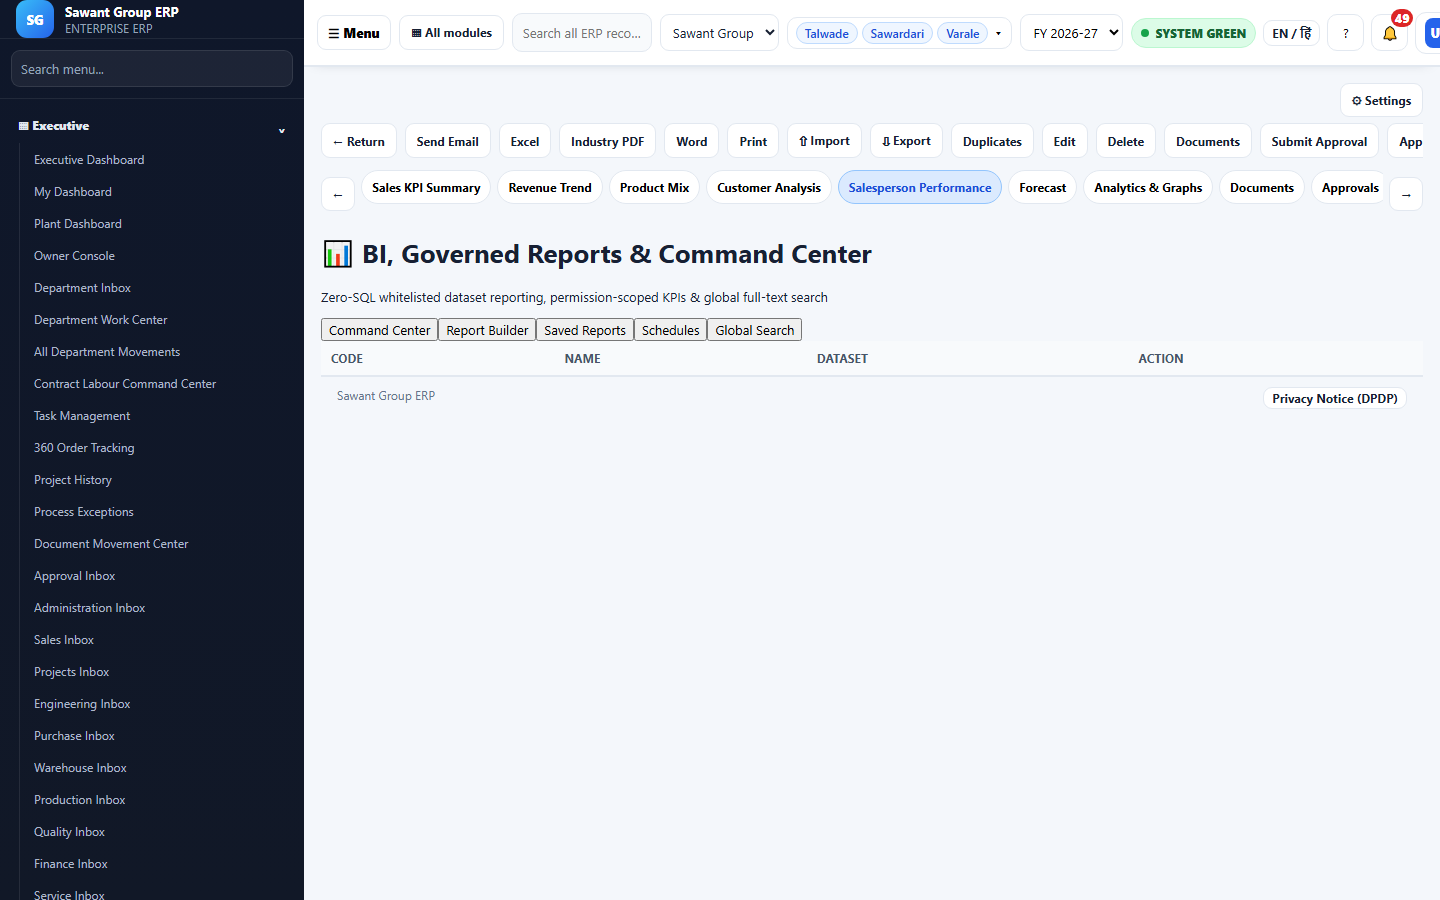 SG
Sawant Group ERP
ENTERPRISE ERP
Search menu...
Executive
Executive Dashboard
My Dashboard
Plant Dashboard
Owner Console
Department Inbox
Department Work Center
All Department Movements
Contract Labour Command Center
Task Management
360 Order Tracking
Project History
Process Exceptions
Document Movement Center
Approval Inbox
Administration Inbox
Sales Inbox
Projects Inbox
Engineering Inbox
Purchase Inbox
Warehouse Inbox
Production Inbox
Quality Inbox
Finance Inbox
Service Inbox
☰ Menu All modules Search all ERP reco... Sawant Group Talwade Sawardari Varale FY 2026-27 SYSTEM GREEN EN / हिं ? 49 U
⚙ Settings
← Return Send Email Excel Industry PDF Word Print ⇧ Import ⇩ Export Duplicates Edit Delete Documents Submit Approval App
← Sales KPI Summary Revenue Trend Product Mix Customer Analysis Salesperson Performance Forecast Analytics & Graphs Documents Approvals →
BI, Governed Reports & Command Center
Zero-SQL whitelisted dataset reporting, permission-scoped KPIs & global full-text search
Command Center Report Builder Saved Reports Schedules Global Search
CODE NAME DATASET ACTION
Sawant Group ERP Privacy Notice (DPDP)